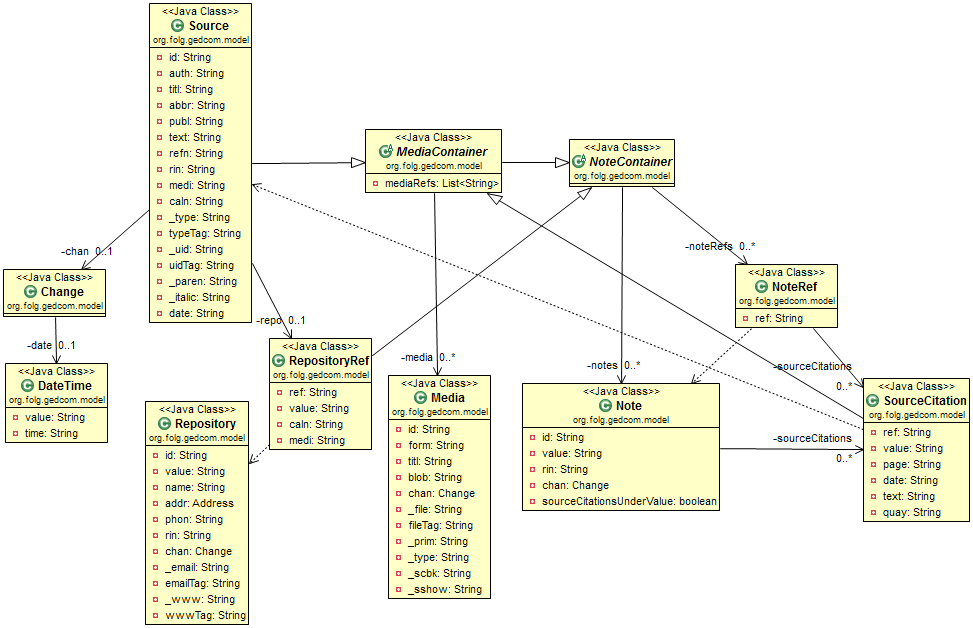 <<Java Class>>
Source
org.folg.gedcom.model
id: String
auth: String
titl: String
abbr: String
publ: String
text: String
refn: String
rin: String
medi: String
caln: String
_type: String
typeTag: String
_uid: String
uidTag: String
_paren: String
_italic: String
date: String
<<Java Class>>
MediaContainer
org.folg.gedcom.model
mediaRefs: List<String>
<<Java Class>>
NoteContainer
org.folg.gedcom.model
-chan 0..1
-noteRefs 0..*
<<Java Class>>
Change
org.folg.gedcom.model
<<Java Class>>
NoteRef
org.folg.gedcom.model
ref: String
-repo 0..1
-date 0..1
<<Java Class>>
DateTime
org.folg.gedcom.model
value: String
time: String
<<Java Class>>
RepositoryRef
org.folg.gedcom.model
ref: String
value: String
caln: String
medi: String
-media 0..*
-notes 0..*
-sourceCitations
0..*
<<Java Class>>
Repository
org.folg.gedcom.model
id: String
value: String
name: String
addr: Address
phon: String
rin: String
chan: Change
_email: String
emailTag: String
_www: String
wwwTag: String
<<Java Class>>
Media
org.folg.gedcom.model
id: String
form: String
titl: String
blob: String
chan: Change
_file: String
fileTag: String
_prim: String
_type: String
_scbk: String
_sshow: String
<<Java Class>>
Note
org.folg.gedcom.model
id: String
value: String
rin: String
chan: Change
sourceCitationsUnderValue: boolean
-sourceCitations
0..*
<<Java Class>>
SourceCitation
org.folg.gedcom.model
ref: String
value: String
page: String
date: String
text: String
quay: String